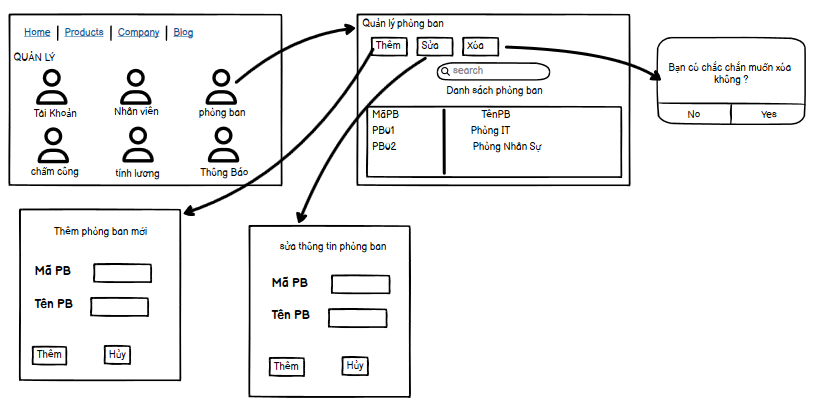 Home | Products | Company | Blog
QUẢN LÝ
Tài Khoản
Nhân viên
phòng ban
chấm công
tính lương
Thông Báo
Quản lý phòng ban
Thêm
Sửa
Xóa
search
Danh sách phòng ban
MãPB
TênPB
PB01
Phòng IT
PB02
Phòng Nhân Sự
Bạn có chắc chắn muốn xóa
không ?
No
Yes
Thêm phòng ban mới
Mã PB
Tên PB
Thêm
Hủy
sửa thông tin phòng ban
Mã PB
Tên PB
Thêm
Hủy